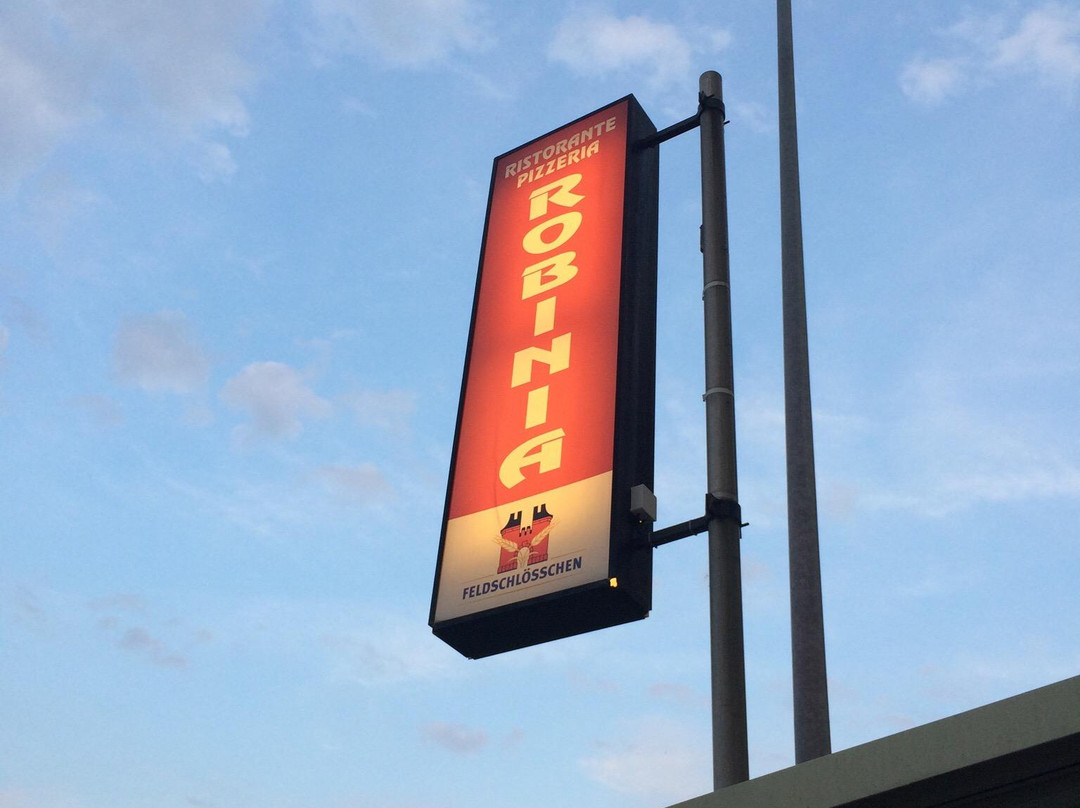 RISTORANTE
PIZZERIA
ROBINIA
FELDSCHLÖSSCHEN